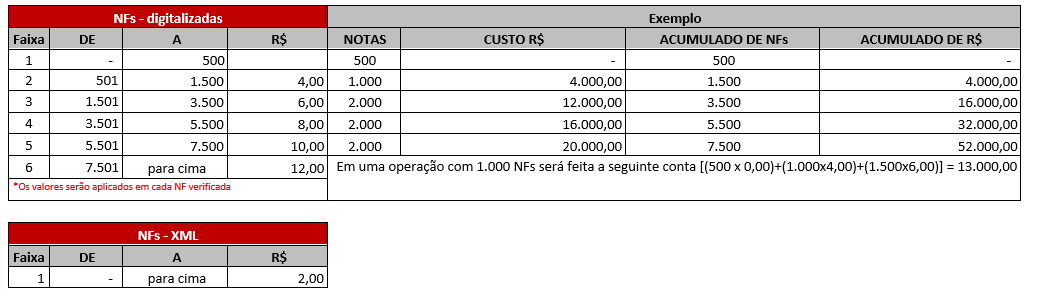 NFs - digitalizadas Exemplo
Faixa DE A R$ NOTAS CUSTO R$ ACUMULADO DE NFs ACUMULADO DE R$
1 - 500 500 - 500 -
2 501 1.500 4,00 1.000 4.000,00 1.500 4.000,00
3 1.501 3.500 6,00 2.000 12.000,00 3.500 16.000,00
4 3.501 5.500 8,00 2.000 16.000,00 5.500 32.000,00
5 5.501 7.500 10,00 2.000 20.000,00 7.500 52.000,00
6 7.501 para cima 12,00 Em uma operação com 1.000 NFs será feita a seguinte conta [(500 x 0,00)+(1.000x4,00)+(1.500x6,00)] = 13.000,00
*Os valores serão aplicados em cada NF verificada
NFs - XML
Faixa DE A R$
1 - para cima 2,00